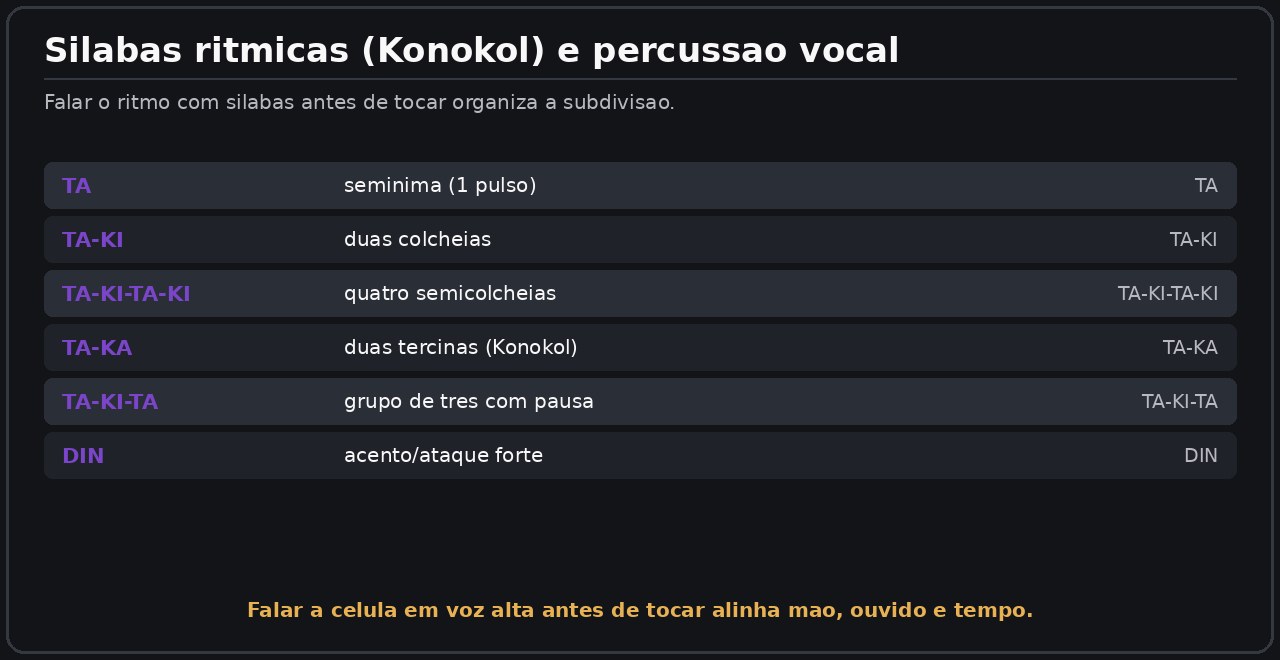 Silabas ritmicas (Konokol) e percussao vocal
Falar o ritmo com silabas antes de tocar organiza a subdivisao.
TA seminima (1 pulso) TA
TA-KI duas colcheias TA-KI
TA-KI-TA-KI quatro semicolcheias TA-KI-TA-KI
TA-KA duas tercinas (Konokol) TA-KA
TA-KI-TA grupo de tres com pausa TA-KI-TA
DIN acento/ataque forte DIN
Falar a celula em voz alta antes de tocar alinha mao, ouvido e tempo.